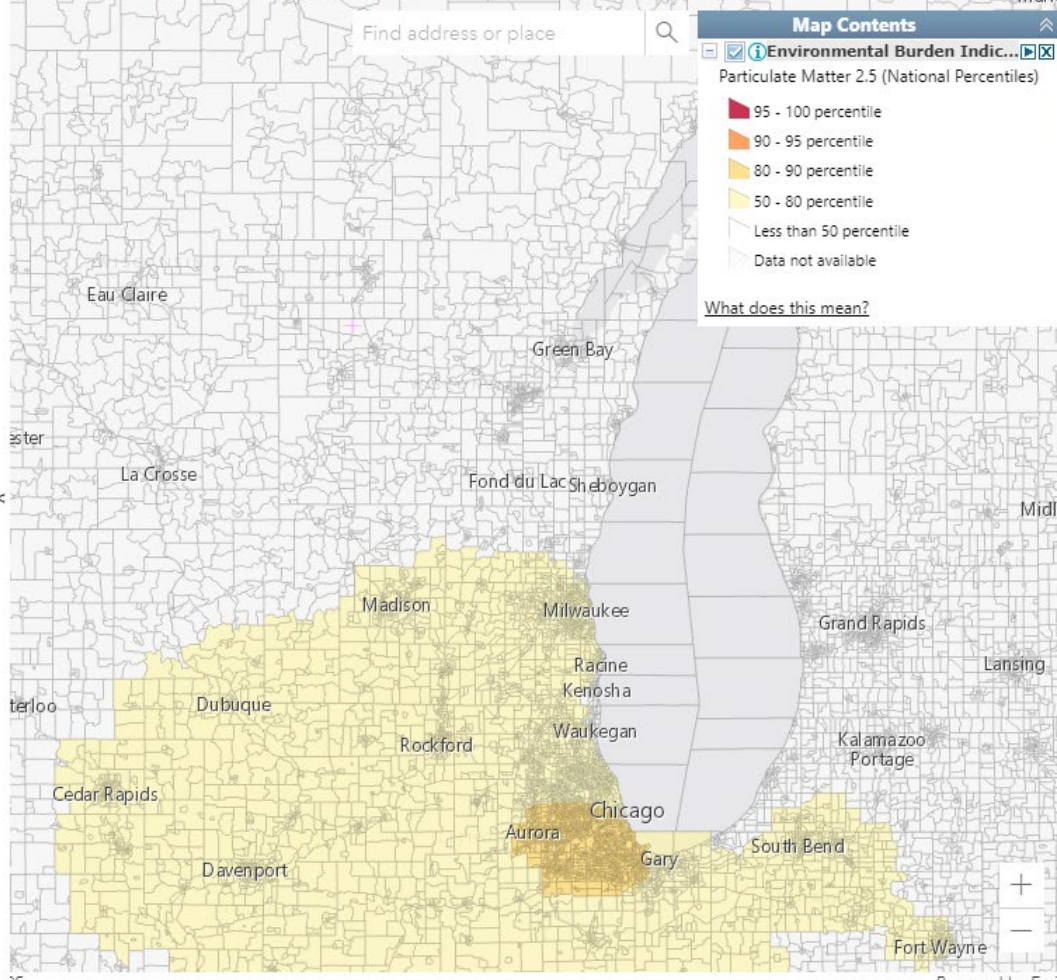 Find address or place
Map Contents
Environmental Burden Indic...
Particulate Matter 2.5 (National Percentiles)
95 - 100 percentile
90 - 95 percentile
80 - 90 percentile
50 - 80 percentile
Less than 50 percentile
Data not available
What does this mean?
Eau Claire
Green Bay
ester
La Crosse
Fond du Lac
Sheboygan
Midl
Madison
Milwaukee
Grand Rapids
Racine
Lansing
Kenosha
terloo
Dubuque
Waukegan
Rockford
Kalamazoo
Portage
Cedar Rapids
Chicago
Aurora
South Bend
Gary
Davenport
Fort Wayne